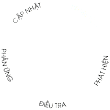 CẬP NHẬT
PHÁT HIỆN
ĐIỀU TRA
PHẢN ỨNG